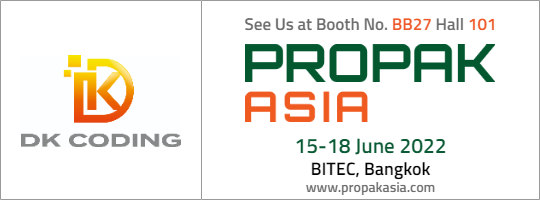 DK
DK CODING
See Us at Booth No. BB27 Hall 101
PROPAK
ASIA
15-18 June 2022
BITEC, Bangkok
www.propakasia.com